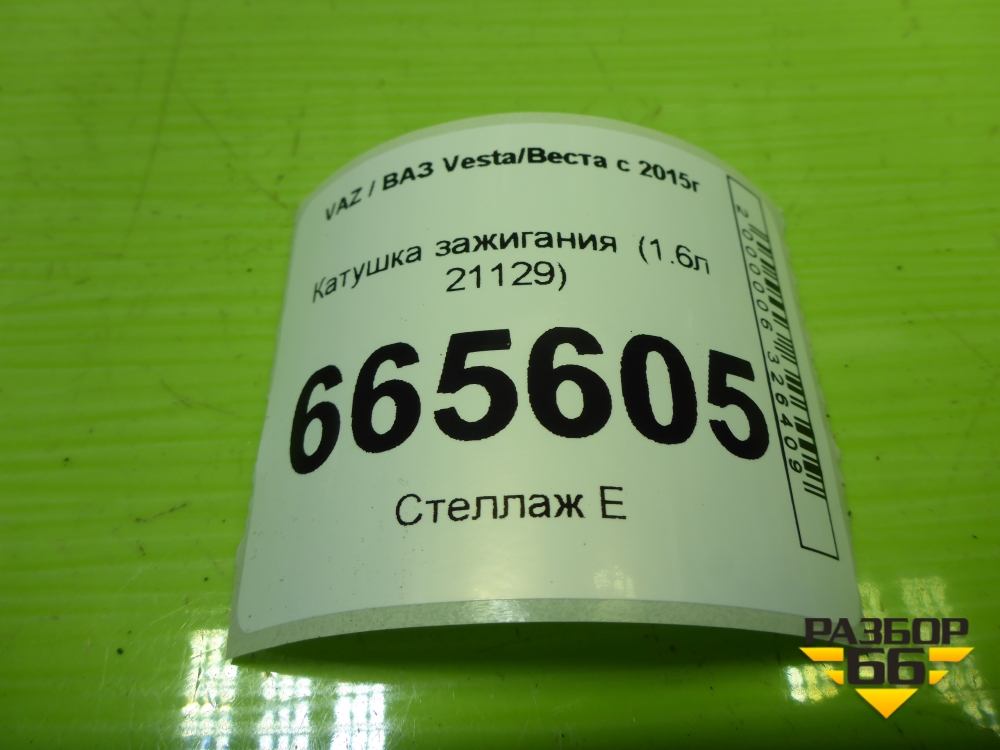 VAZ / ВАЗ Vesta/Веста с 2015г
Катушка зажигания (1.6л
21129)
665605
Стеллаж Е
2000006326409
РАЗБОР
66